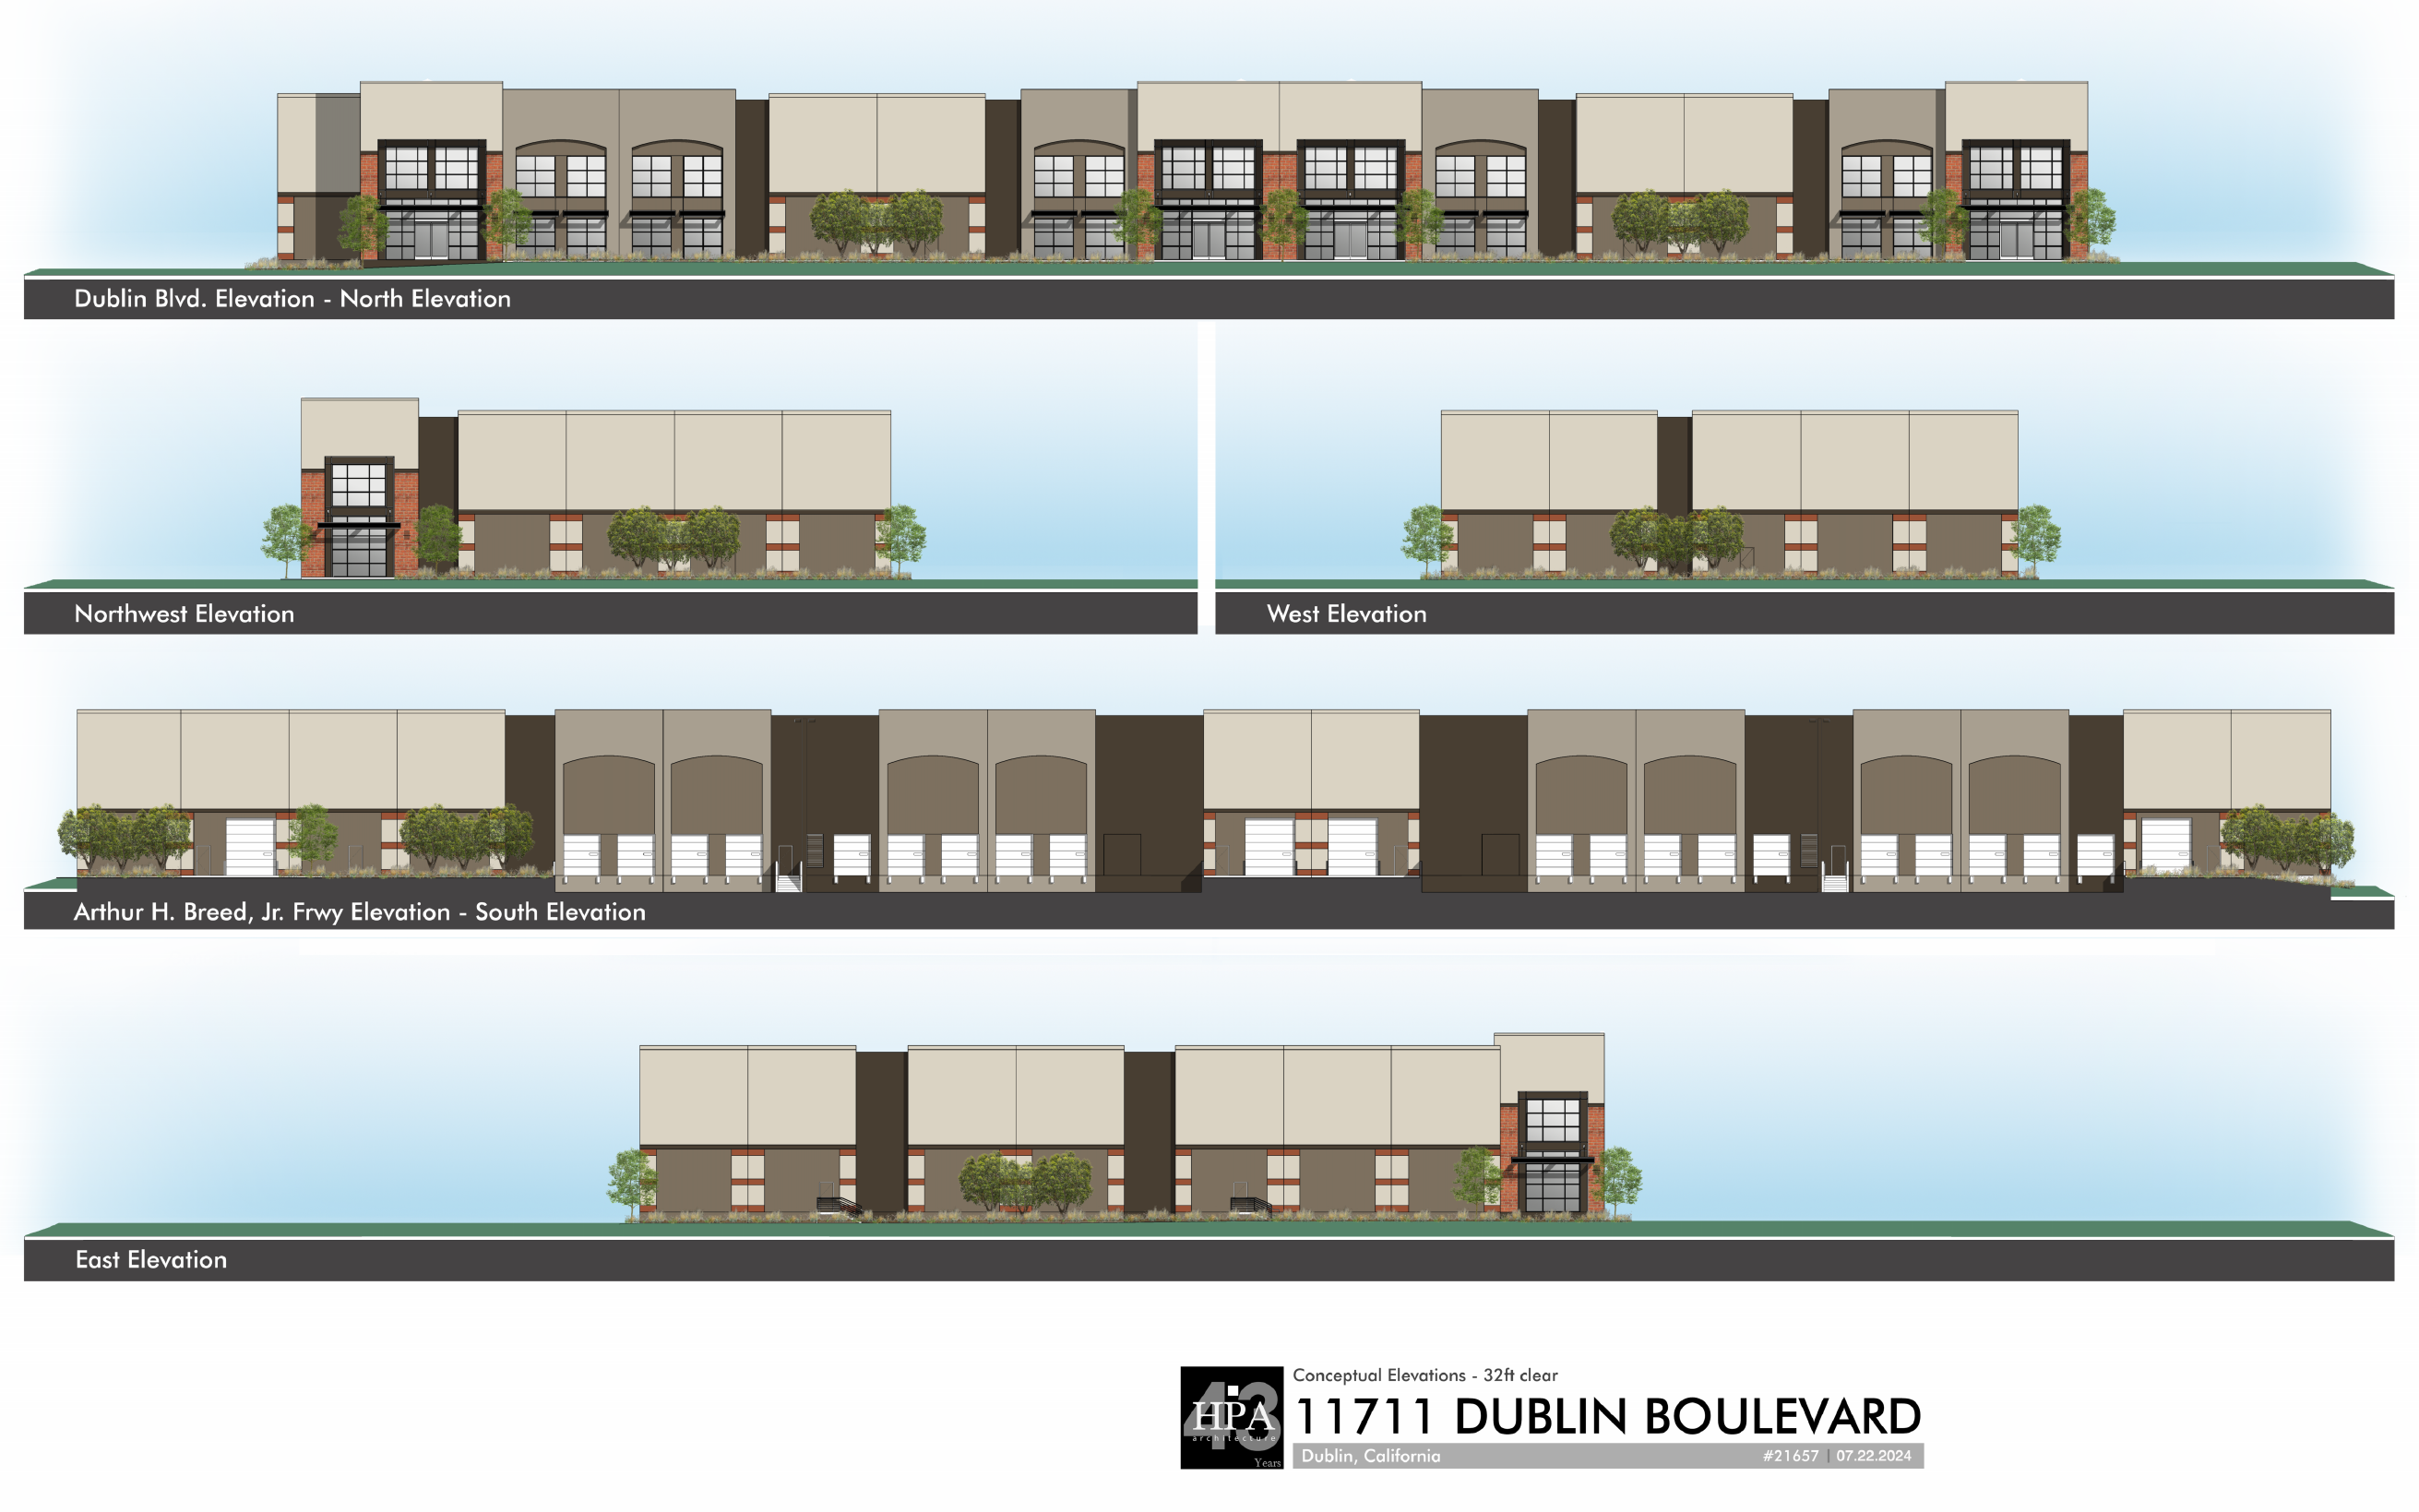 Dublin Blvd. Elevation - North Elevation
Northwest Elevation
West Elevation
Arthur H. Breed, Jr. Frwy Elevation - South Elevation
East Elevation
43
HPA
architecture
Years
Conceptual Elevations - 32ft clear
11711 DUBLIN BOULEVARD
Dublin, California
#21657 | 07.22.2024